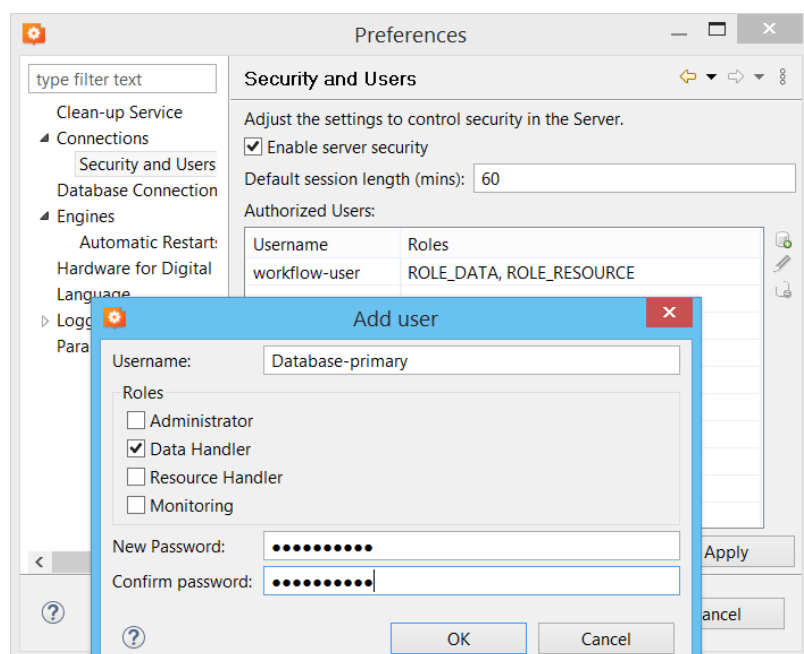 Preferences
type filter text
Security and Users
Clean-up Service
Connections
Security and Users
Database Connection
Engines
Automatic Restart
Hardware for Digital
Language
Adjust the settings to control security in the Server.
Enable server security
Default session length (mins): 60
Authorized Users:
Username Roles
workflow-user ROLE_DATA, ROLE_RESOURCE
Add user
Username: Database-primary
Roles
Administrator
Data Handler
Resource Handler
Monitoring
New Password: ●●●●●●●●●●
Confirm password: ●●●●●●●●●●
OK Cancel
Apply